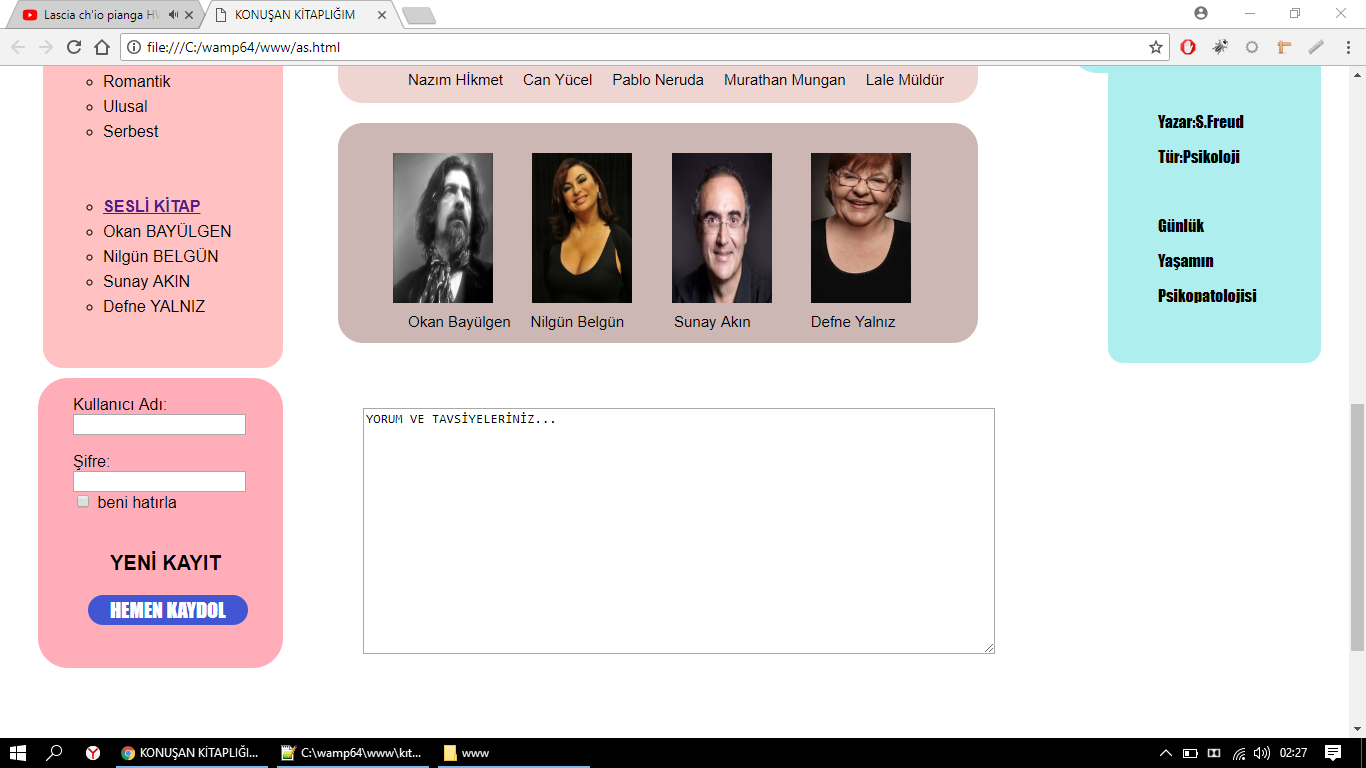 Lascia ch'io pianga H
KONUŞAN KİTAPLIĞIM
file:///C:/wamp64/www/as.html
Romantik
Ulusal
Serbest
SESLİ KİTAP
Okan BAYÜLGEN
Nilgün BELGÜN
Sunay AKIN
Defne YALNIZ
Kullanıcı Adı:
Şifre:
beni hatırla
YENİ KAYIT
HEMEN KAYDOL
Nazım Hİkmet Can Yücel Pablo Neruda Murathan Mungan Lale Müldür
Okan Bayülgen Nilgün Belgün Sunay Akın Defne Yalnız
YORUM VE TAVSİYELERİNİZ...
Yazar:S.Freud
Tür:Psikoloji
Günlük
Yaşamın
Psikopatolojisi
KONUŞAN KİTAPLIĞI...
C:\wamp64\www\kıt...
www
02:27